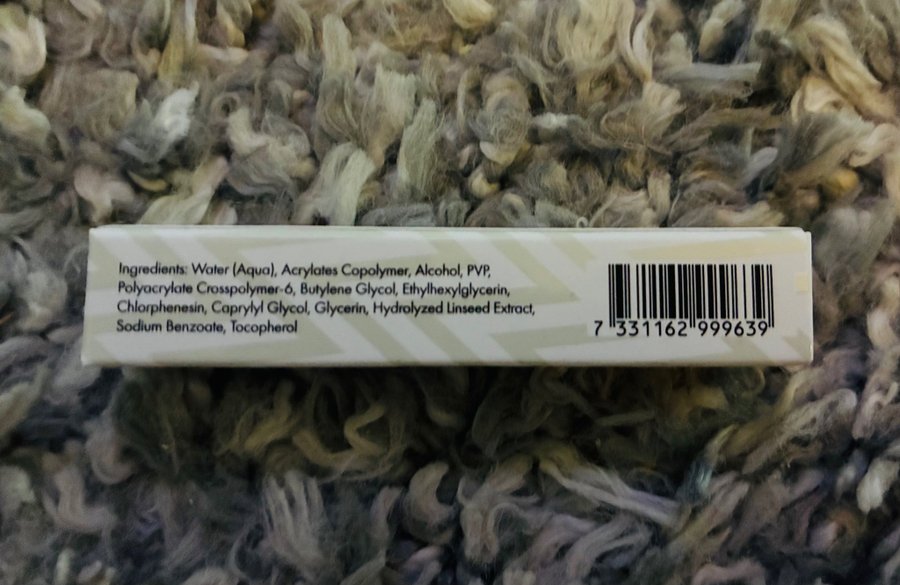 Ingredients: Water (Aqua), Acrylates Copolymer, Alcohol, PVP,
Polyacrylate Crosspolymer-6, Butylene Glycol, Ethylhexylglycerin,
Chlorphenesin, Caprylyl Glycol, Glycerin, Hydrolyzed Linseed Extract,
Sodium Benzoate, Tocopherol
7 331162 999639